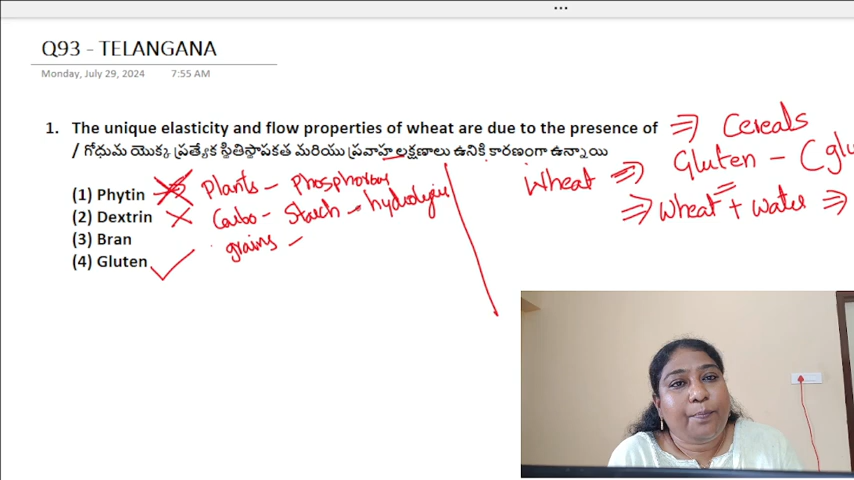 ...
Q93 - TELANGANA
Monday, July 29, 2024 7:55 AM
1. The unique elasticity and flow properties of wheat are due to the presence of
/ గోధుమ యొక్క ప్రత్యేక స్థితిస్థాపకత మరియు ప్రవాహ లక్షణాలు ఉనికి కారణంగా ఉన్నాయి
⇒ Cereals
Wheat ⇒ Gluten - (glu
⇒ Wheat + Water ⇒
(1) Phytin Plants - Phosphorous
(2) Dextrin Carbo - Starch - hydrolysis
(3) Bran grains -
(4) Gluten